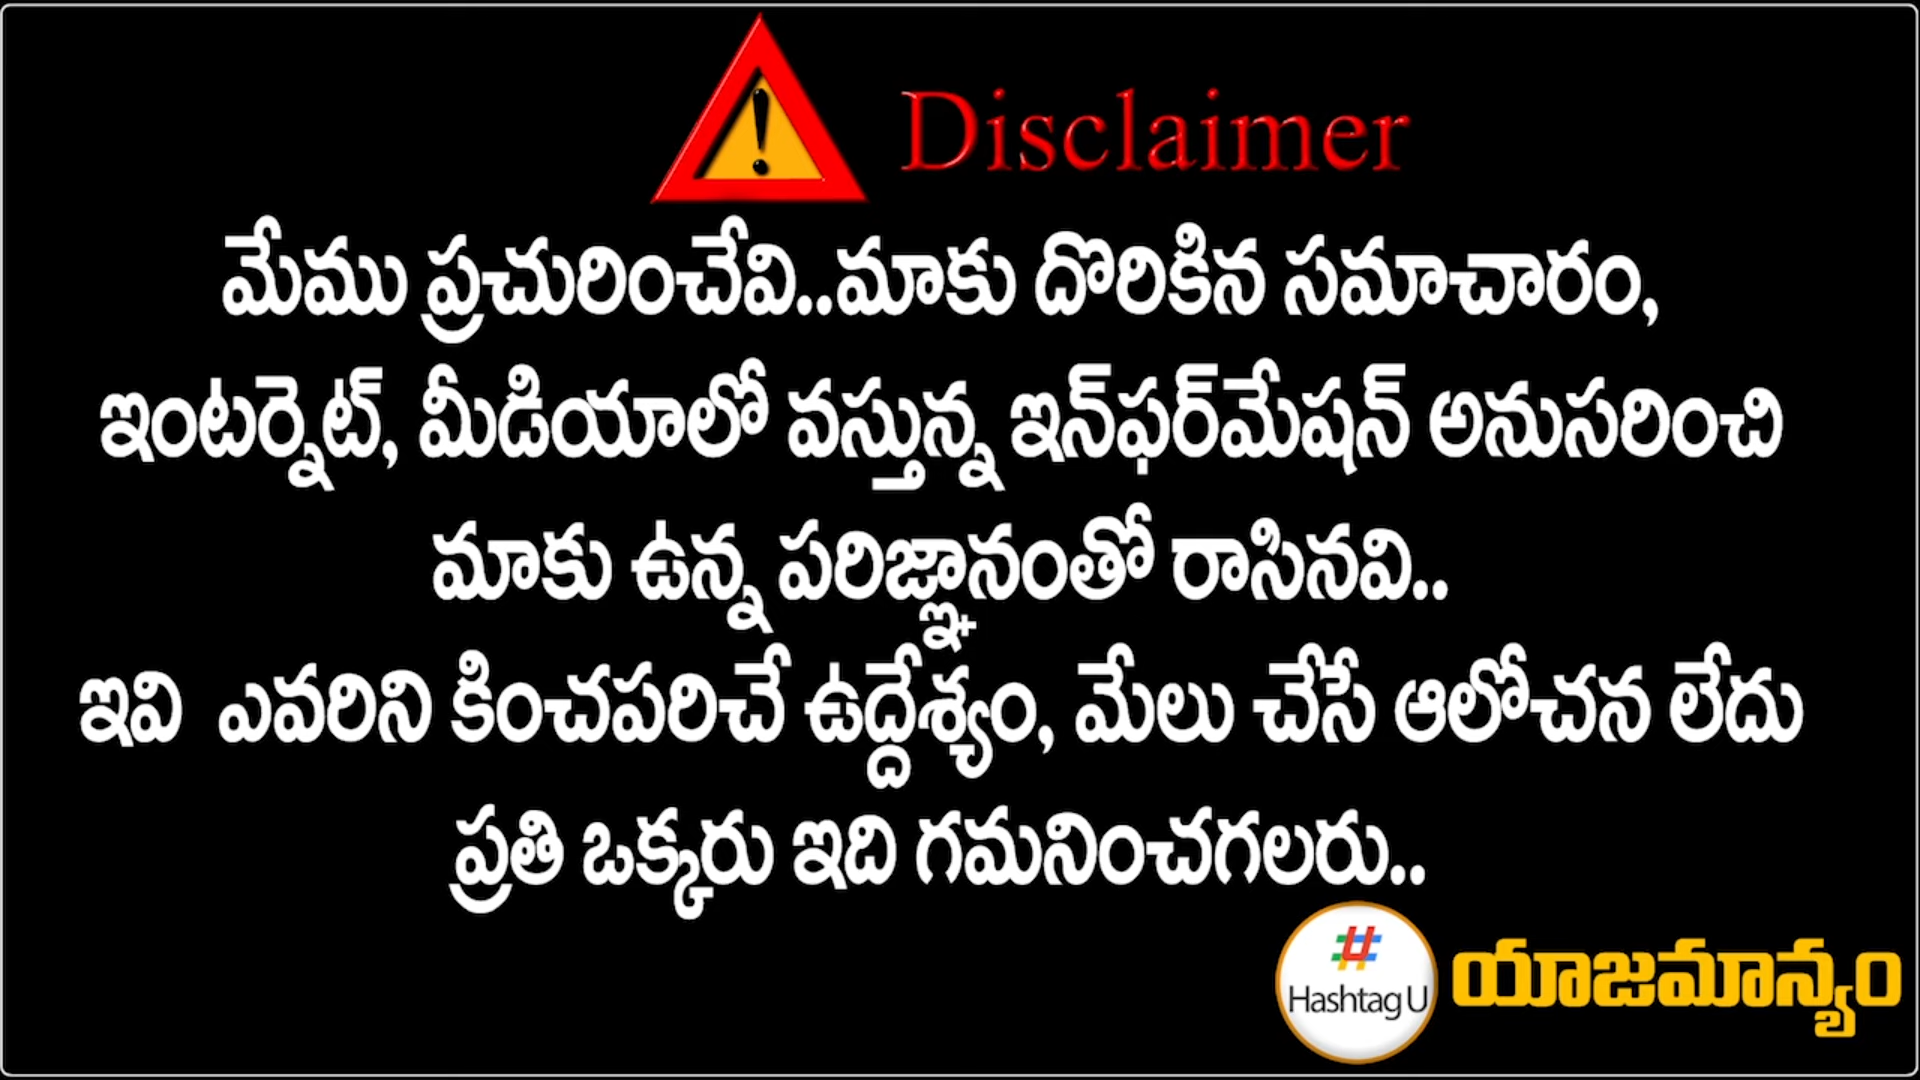 Disclaimer
మేము ప్రచురించేవి..మాకు దొరికిన సమాచారం,
ఇంటర్నెట్, మీడియాలో వస్తున్న ఇన్‌ఫర్‌మేషన్ అనుసరించి
మాకు ఉన్న పరిజ్ఞానంతో రాసినవి..
ఇవి ఎవరిని కించపరిచే ఉద్దేశ్యం, మేలు చేసే ఆలోచన లేదు
ప్రతి ఒక్కరు ఇది గమనించగలరు..
#
Hashtag U
యాజమాన్యం